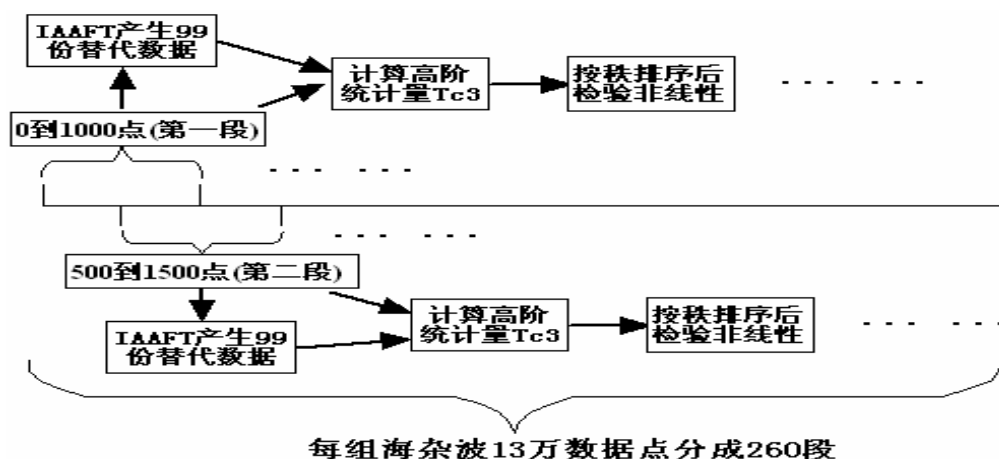 IAAFT产生99
份替代数据
计算高阶
统计量Tc3
按秩排序后
检验非线性
--- ---
0到1000点(第一段)
--- ---
--- ---
500到1500点(第二段)
计算高阶
统计量Tc3
按秩排序后
检验非线性
--- ---
IAAFT产生99
份替代数据
每组海杂波13万数据点分成260段